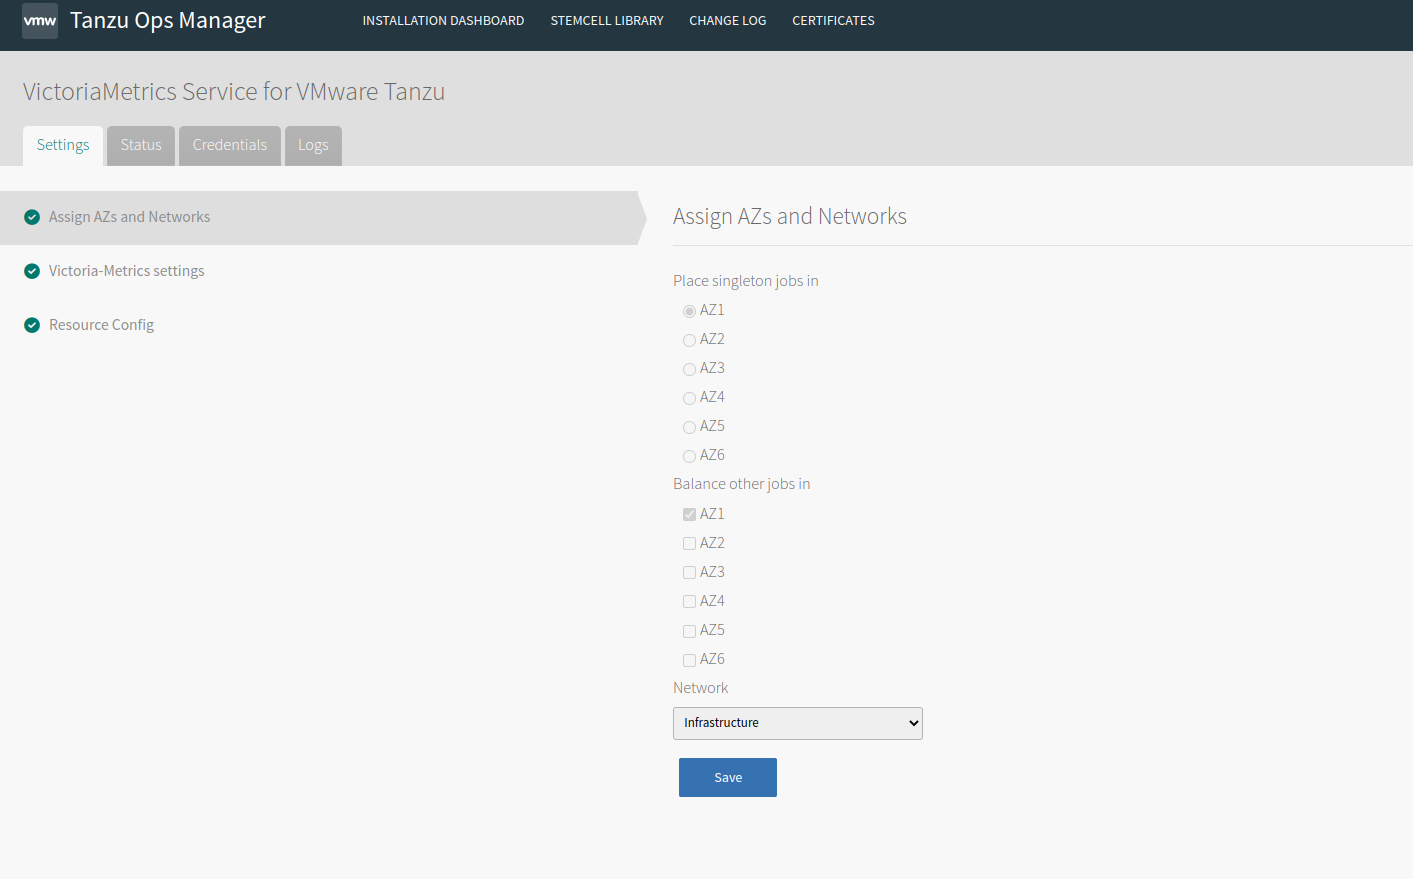 vmw Tanzu Ops Manager INSTALLATION DASHBOARD STEMCELL LIBRARY CHANGE LOG CERTIFICATES
VictoriaMetrics Service for VMware Tanzu
Settings Status Credentials Logs
Assign AZs and Networks
Victoria-Metrics settings
Resource Config
Assign AZs and Networks
Place singleton jobs in
AZ1
AZ2
AZ3
AZ4
AZ5
AZ6
Balance other jobs in
AZ1
AZ2
AZ3
AZ4
AZ5
AZ6
Network
Infrastructure
Save